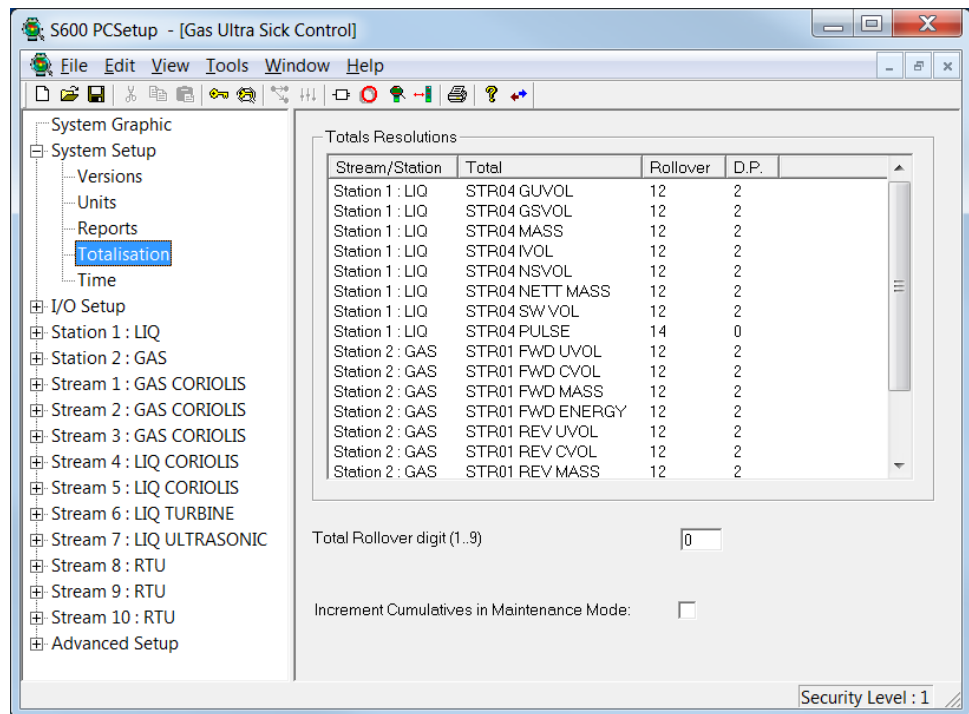 S600 PCSetup - [Gas Ultra Sick Control]
File Edit View Tools Window Help
System Graphic
System Setup
Versions
Units
Reports
Totalisation
Time
I/O Setup
Station 1 : LIQ
Station 2 : GAS
Stream 1 : GAS CORIOLIS
Stream 2 : GAS CORIOLIS
Stream 3 : GAS CORIOLIS
Stream 4 : LIQ CORIOLIS
Stream 5 : LIQ CORIOLIS
Stream 6 : LIQ TURBINE
Stream 7 : LIQ ULTRASONIC
Stream 8 : RTU
Stream 9 : RTU
Stream 10 : RTU
Advanced Setup
Totals Resolutions
Stream/Station Total Rollover D.P.
Station 1 : LIQ STR04 GUVOL 12 2
Station 1 : LIQ STR04 GSVOL 12 2
Station 1 : LIQ STR04 MASS 12 2
Station 1 : LIQ STR04 IVOL 12 2
Station 1 : LIQ STR04 NSVOL 12 2
Station 1 : LIQ STR04 NETT MASS 12 2
Station 1 : LIQ STR04 SW VOL 12 2
Station 1 : LIQ STR04 PULSE 14 0
Station 2 : GAS STR01 FWD UVOL 12 2
Station 2 : GAS STR01 FWD CVOL 12 2
Station 2 : GAS STR01 FWD MASS 12 2
Station 2 : GAS STR01 FWD ENERGY 12 2
Station 2 : GAS STR01 REV UVOL 12 2
Station 2 : GAS STR01 REV CVOL 12 2
Station 2 : GAS STR01 REV MASS 12 2
Total Rollover digit (1..9) 0
Increment Cumulatives in Maintenance Mode:
Security Level : 1